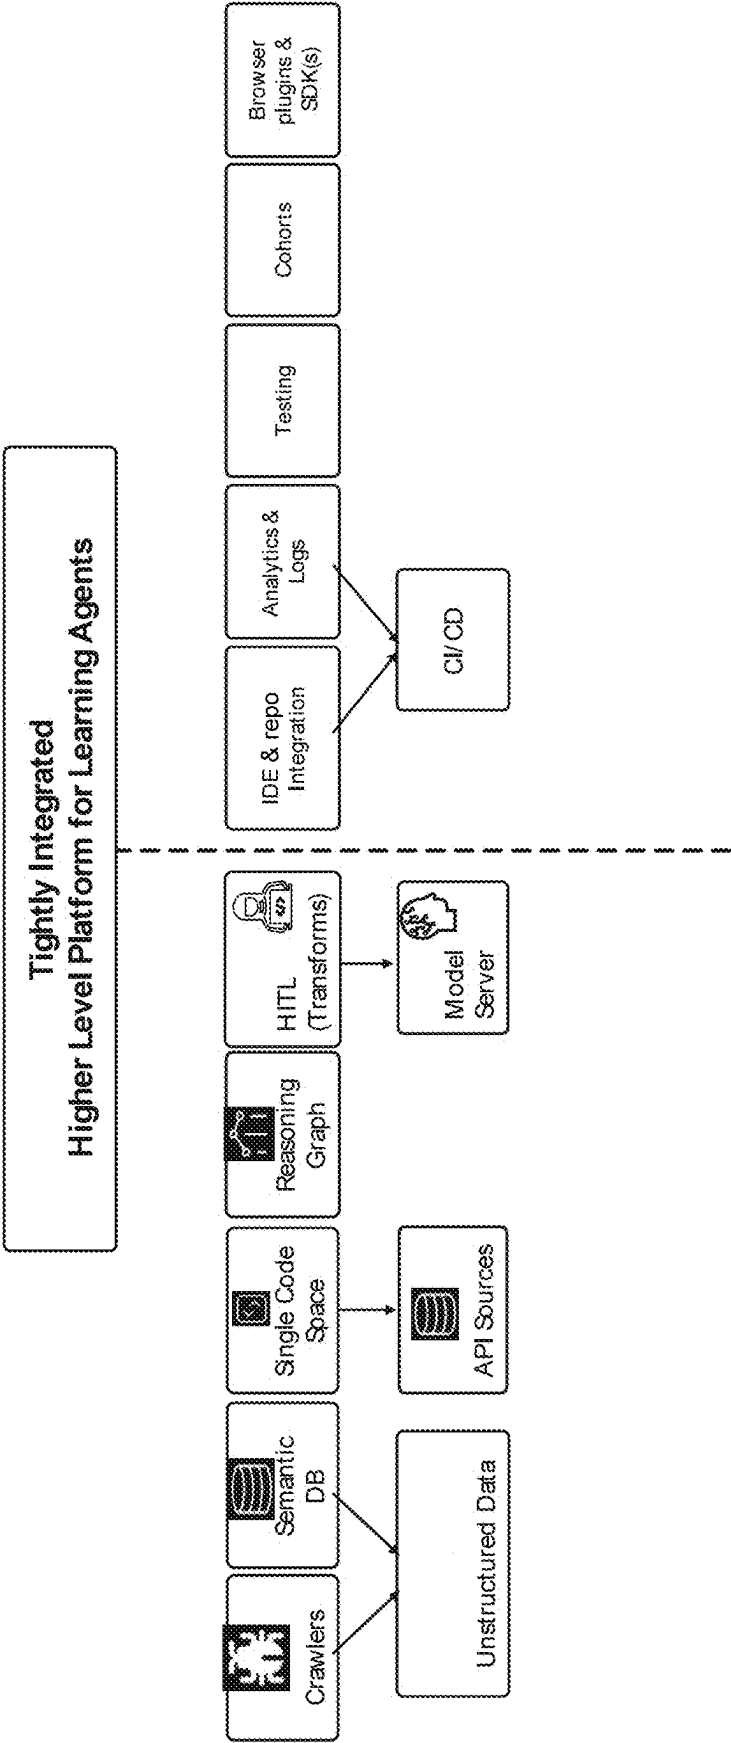 Tightly Integrated
Higher Level Platform for Learning Agents
Crawlers
Semantic
DB
Single Code
Space
Reasoning
Graph
HITL
(Transforms)
IDE & repo
Integration
Analytics &
Logs
Testing
Cohorts
Browser
plugins &
SDK(s)
Unstructured Data
API Sources
Model
Server
CI/CD